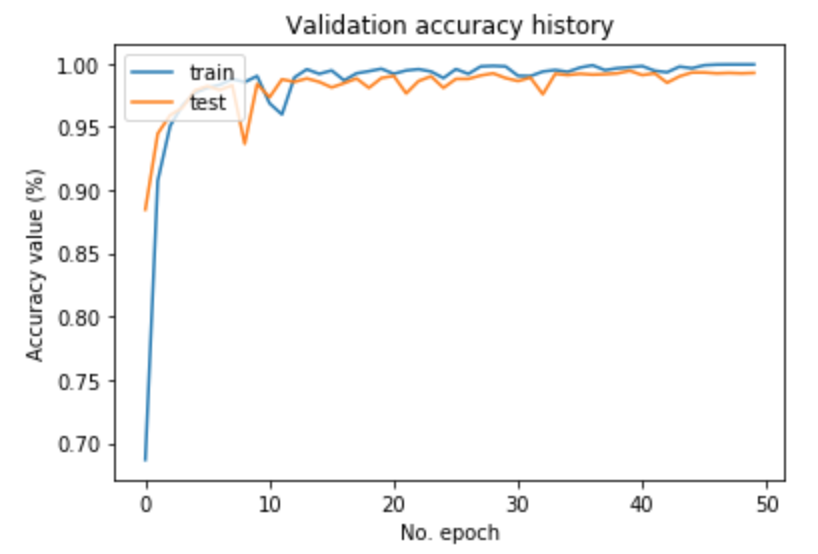 Validation accuracy history
train
test
1.00
0.95
0.90
0.85
0.80
0.75
0.70
Accuracy value (%)
0 10 20 30 40 50
No. epoch